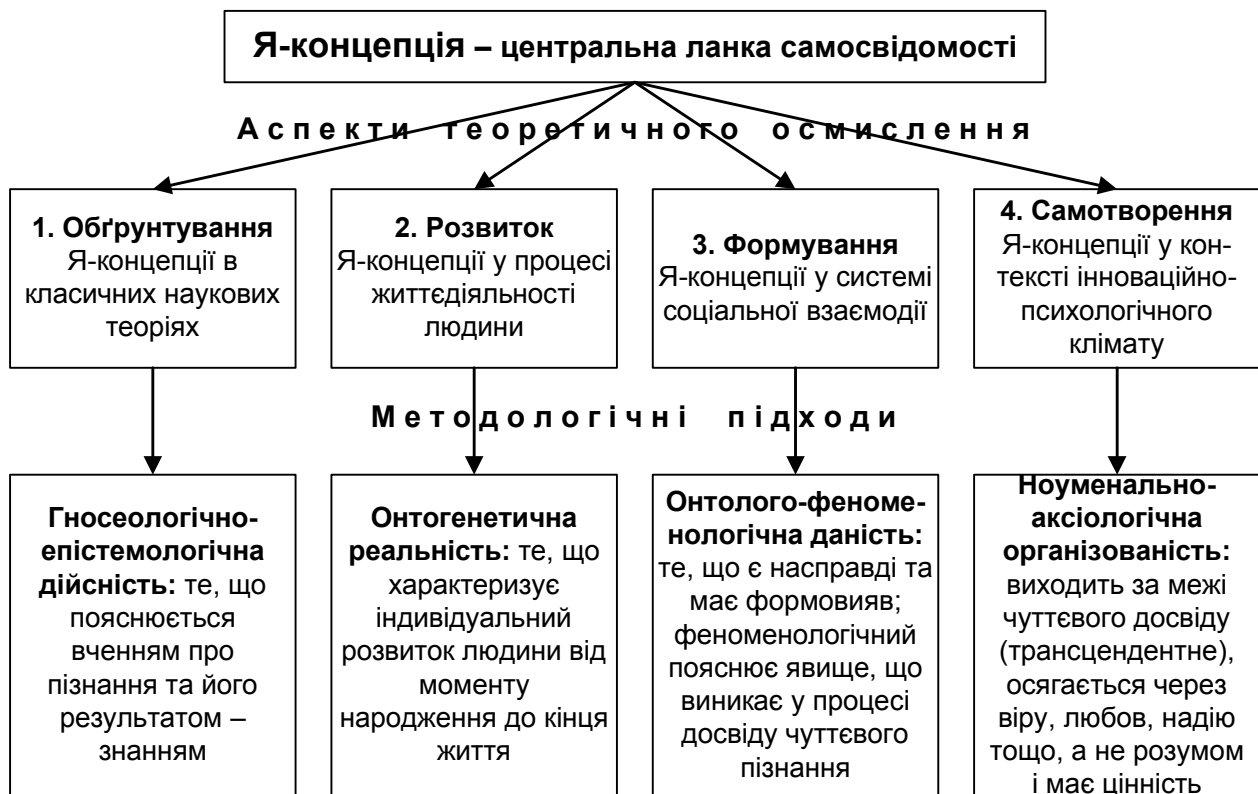 Я-концепція – центральна ланка самосвідомості
Аспекти теоретичного осмислення
1. Обґрунтування
Я-концепції в
класичних наукових
теоріях
2. Розвиток
Я-концепції у процесі
життєдіяльності
людини
3. Формування
Я-концепції у системі
соціальної взаємодії
4. Самотворення
Я-концепції у кон-
тексті інноваційно-
психологічного
клімату
Методологічні підходи
Гносеологічно-
епістемологічна
дійсність: те, що
пояснюється
вченням про
пізнання та його
результатом –
знанням
Онтогенетична
реальність: те, що
характеризує
індивідуальний
розвиток людини від
моменту
народження до кінця
життя
Онтолого-феноме-
нологічна даність:
те, що є насправді та
має формовияв;
феноменологічний
пояснює явище, що
виникає у процесі
досвіду чуттєвого
пізнання
Ноуменально-
аксіологічна
організованість:
виходить за межі
чуттєвого досвіду
(трансцендентне),
осягається через
віру, любов, надію
тощо, а не розумом
і має цінність